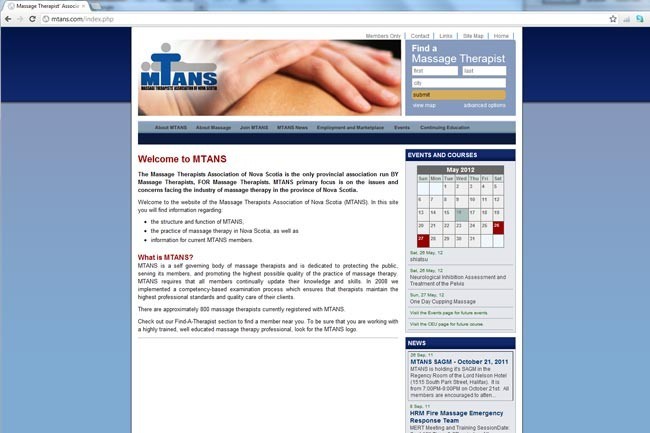 Massage Therapist' Associa
mtans.com/index.php
Members Only | Contact | Links | Site Map | Home |
MTANS
MASSAGE THERAPISTS ASSOCIATION OF NOVA SCOTIA
Find a
Massage Therapist
first last
city
submit
view map advanced options
About MTANS About Massage Join MTANS MTANS News Employment and Marketplace Events Continuing Education
Welcome to MTANS
The Massage Therapists Association of Nova Scotia is the only provincial association run BY
Massage Therapists, FOR Massage Therapists. MTANS primary focus is on the issues and
concerns facing the industry of massage therapy in the province of Nova Scotia.
Welcome to the website of the Massage Therapists Association of Nova Scotia (MTANS). In this site
you will find information regarding:
• the structure and function of MTANS,
• the practice of massage therapy in Nova Scotia, as well as
• information for current MTANS members.
What is MTANS?
MTANS is a self governing body of massage therapists and is dedicated to protecting the public,
serving its members, and promoting the highest possible quality of the practice of massage therapy.
MTANS requires that all members continually update their knowledge and skills. In 2008 we
implemented a competency-based examination process which ensures that therapists maintain the
highest professional standards and quality care of their clients.
There are approximately 800 massage therapists currently registered with MTANS.
Check out our Find-A-Therapist section to find a member near you. To be sure that you are working with
a highly trained, well educated massage therapy professional, look for the MTANS logo.
EVENTS AND COURSES
May 2012
Sun Mon Tue Wed Thu Fri Sat
1 2 3 4 5
6 7 8 9 10 11 12
13 14 15 16 17 18 19
20 21 22 23 24 25 26
27 28 29 30 31
Sat, 26 May, 12
shiatsu
Sat, 26 May, 12
Neurological Inhibition Assessment and
Treatment of the Pelvis
Sun, 27 May, 12
One Day Cupping Massage
Visit the Events page for future events.
Visit the CEU page for future course.
NEWS
26 Sep, 11
MTANS SAGM - October 21, 2011
MTANS is holding it's SAGM in the
Regency Room of the Lord Nelson Hotel
(1515 South Park Street, Halifax). It is
from 7:00PM-9:00PM on October 21st. All
members are encouraged to atten...
8 Sep, 11
HRM Fire Massage Emergency
Response Team
MERT Meeting and Training SessionDate: